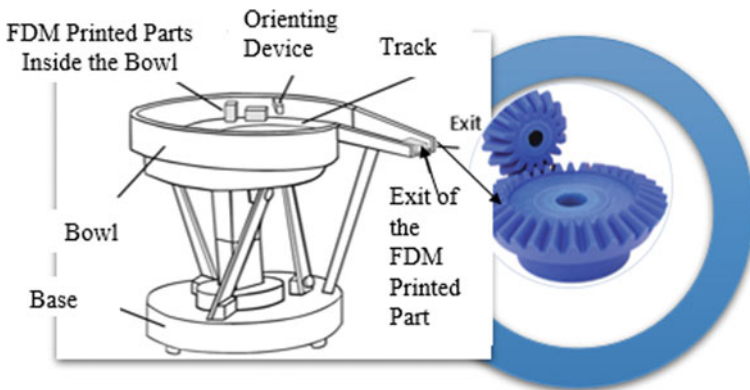 FDM Printed Parts
Inside the Bowl
Orienting
Device
Track
Exit
Exit of
the
FDM
Printed
Part
Bowl
Base